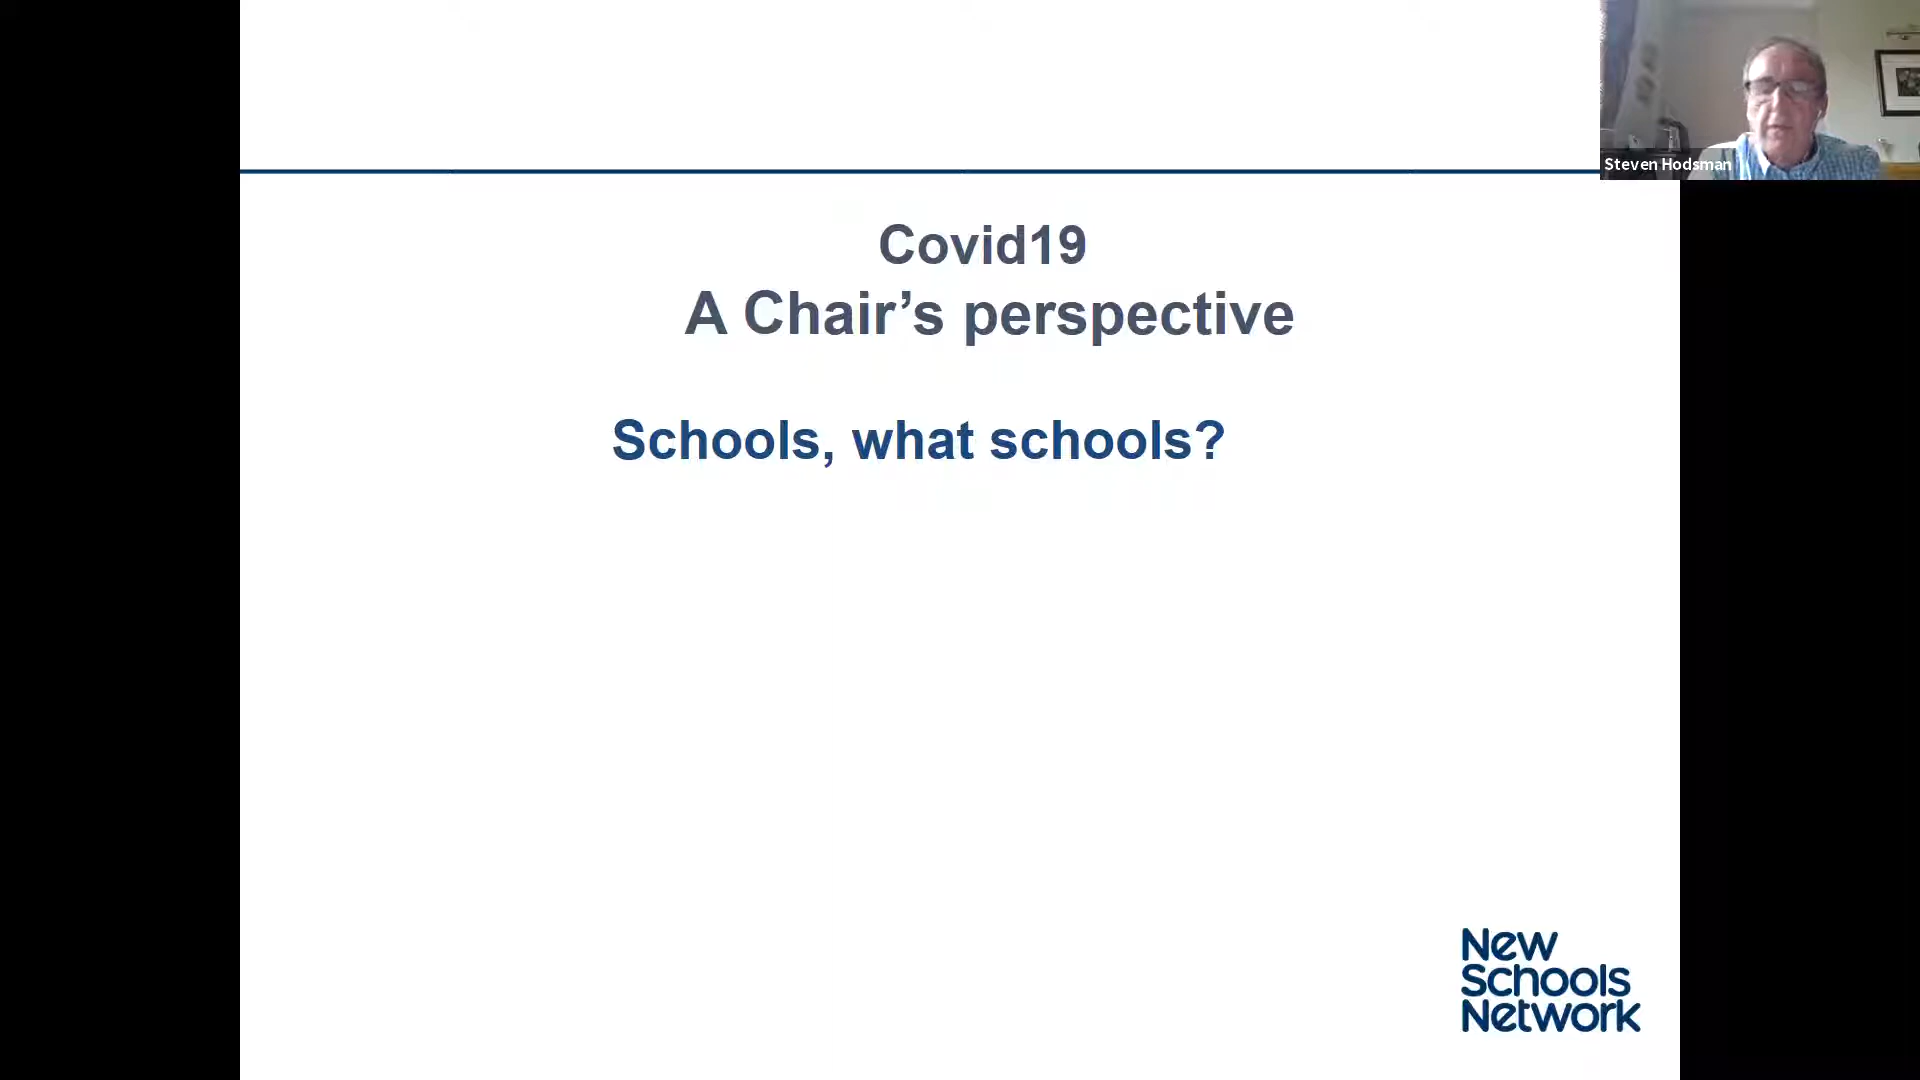 Steven Hodsman
Covid19
A Chair’s perspective
Schools, what schools?
New
Schools
Network